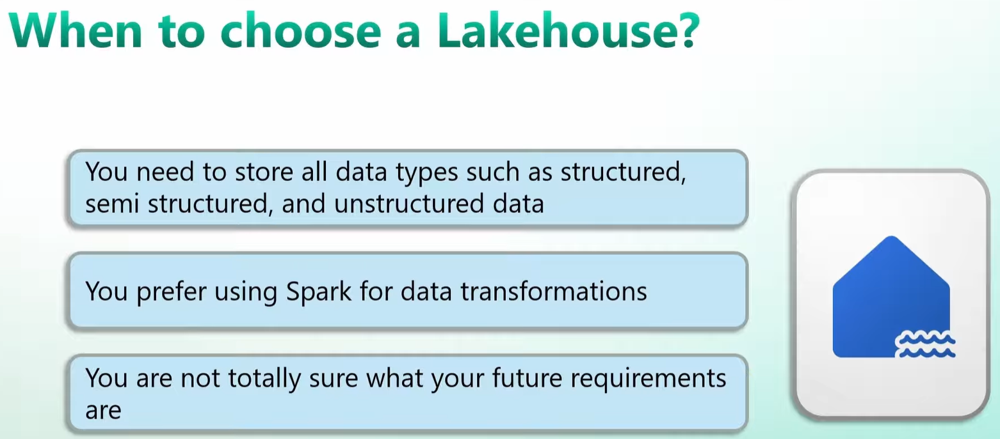 When to choose a Lakehouse?
You need to store all data types such as structured,
semi structured, and unstructured data
You prefer using Spark for data transformations
You are not totally sure what your future requirements
are